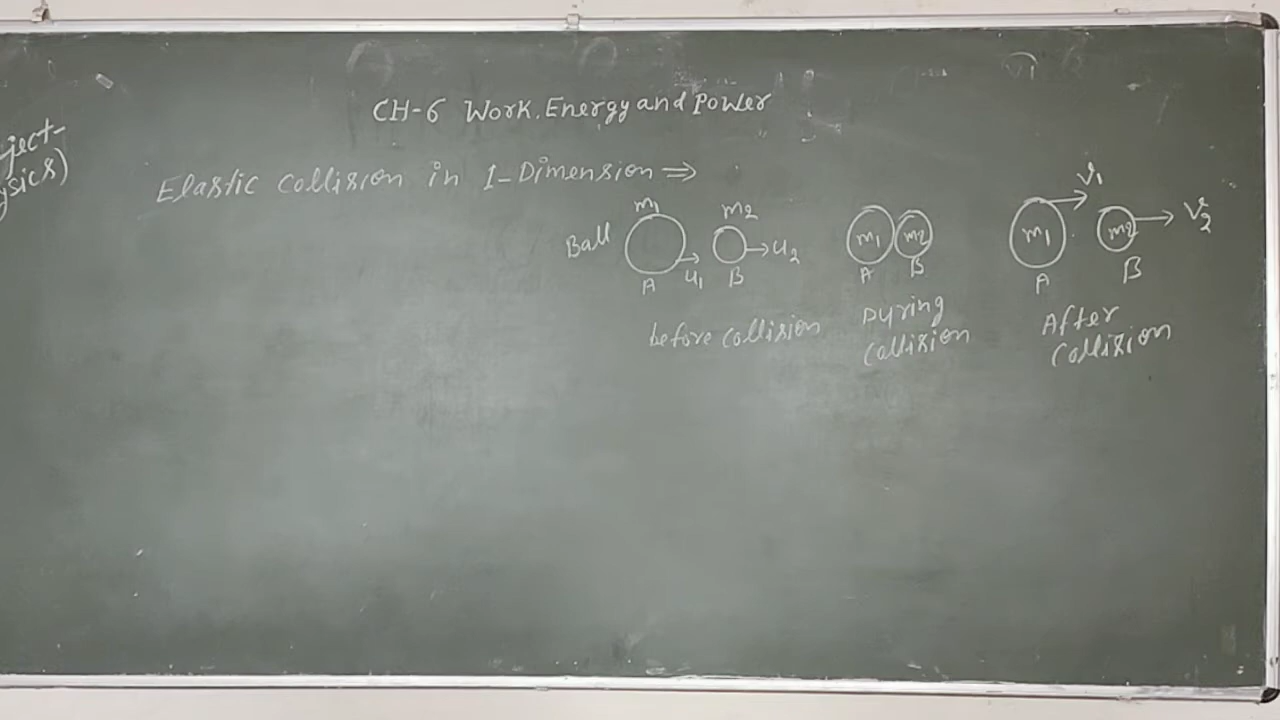 CH-6 Work, Energy and Power
ject-
ysics)
Elastic Collision in 1-Dimension ⇒
Ball
m1 m2
u1 u2
A B
before collision
m1 m2
A B
During
Collision
v1
m1 m2 v2
A B
After
Collision